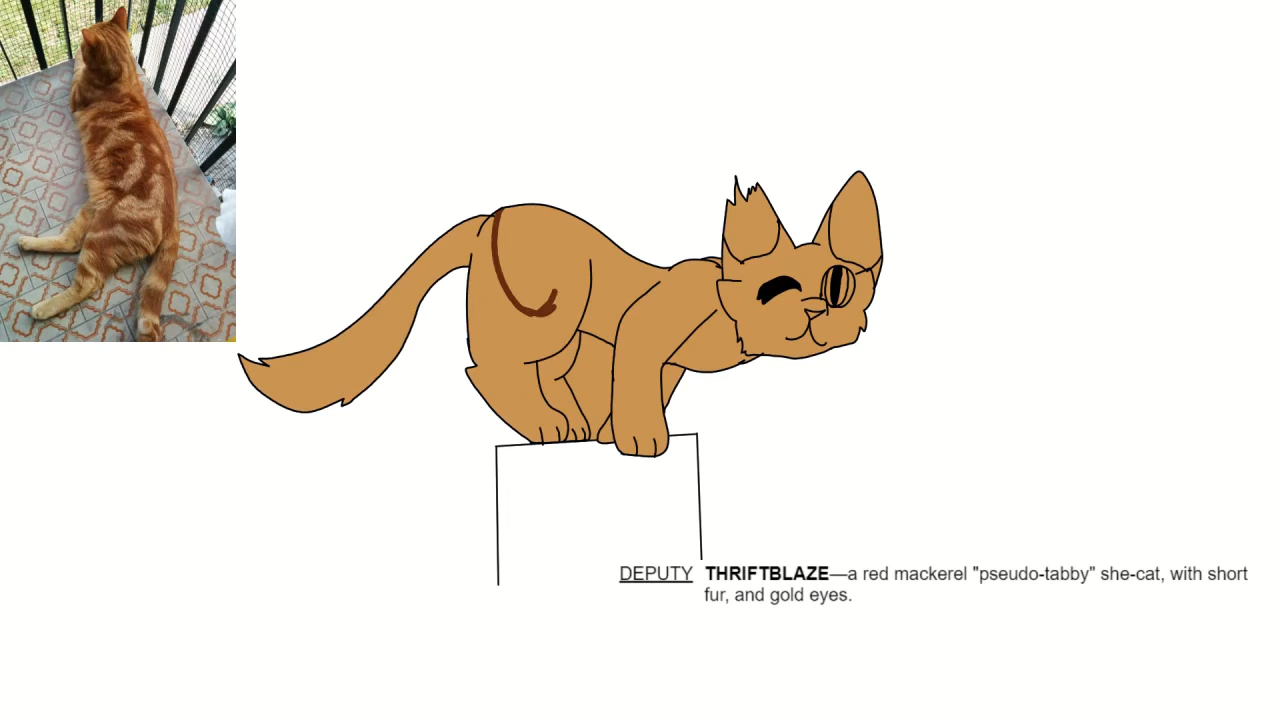 DEPUTY THRIFTBLAZE—a red mackerel "pseudo-tabby" she-cat, with short
fur, and gold eyes.